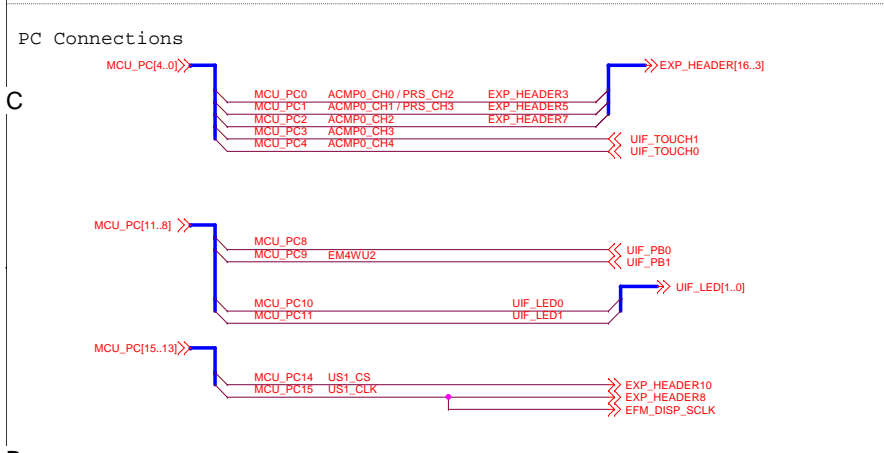 PC Connections
MCU_PC[4..0] EXP_HEADER[16..3]
C
MCU_PC0 ACMP0_CH0 / PRS_CH2 EXP_HEADER3
MCU_PC1 ACMP0_CH1 / PRS_CH3 EXP_HEADER5
MCU_PC2 ACMP0_CH2 EXP_HEADER7
MCU_PC3 ACMP0_CH3 UIF_TOUCH1
MCU_PC4 ACMP0_CH4 UIF_TOUCH0
MCU_PC[11..8]
MCU_PC8 UIF_PB0
MCU_PC9 EM4WU2 UIF_PB1
UIF_LED[1..0]
MCU_PC10 UIF_LED0
MCU_PC11 UIF_LED1
MCU_PC[15..13]
MCU_PC14 US1_CS EXP_HEADER10
MCU_PC15 US1_CLK EXP_HEADER8
EFM_DISP_SCLK